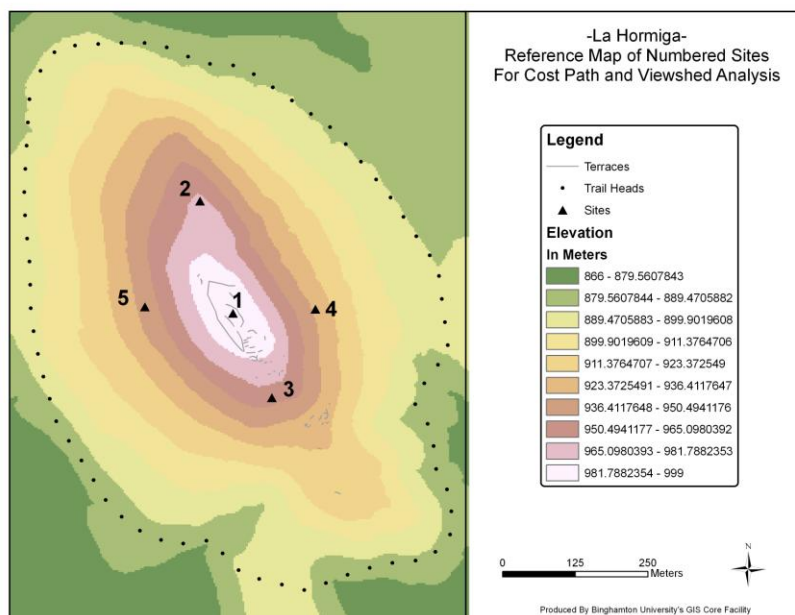 -La Hormiga-
Reference Map of Numbered Sites
For Cost Path and Viewshed Analysis
2
5
1
4
3
Legend
Terraces
Trail Heads
Sites
Elevation
In Meters
866 - 879.5607843
879.5607844 - 889.4705882
889.4705883 - 899.9019608
899.9019609 - 911.3764706
911.3764707 - 923.372549
923.3725491 - 936.4117647
936.4117648 - 950.4941176
950.4941177 - 965.0980392
965.0980393 - 981.7882353
981.7882354 - 999
0 125 250
Meters
N
Produced By Binghamton University's GIS Core Facility